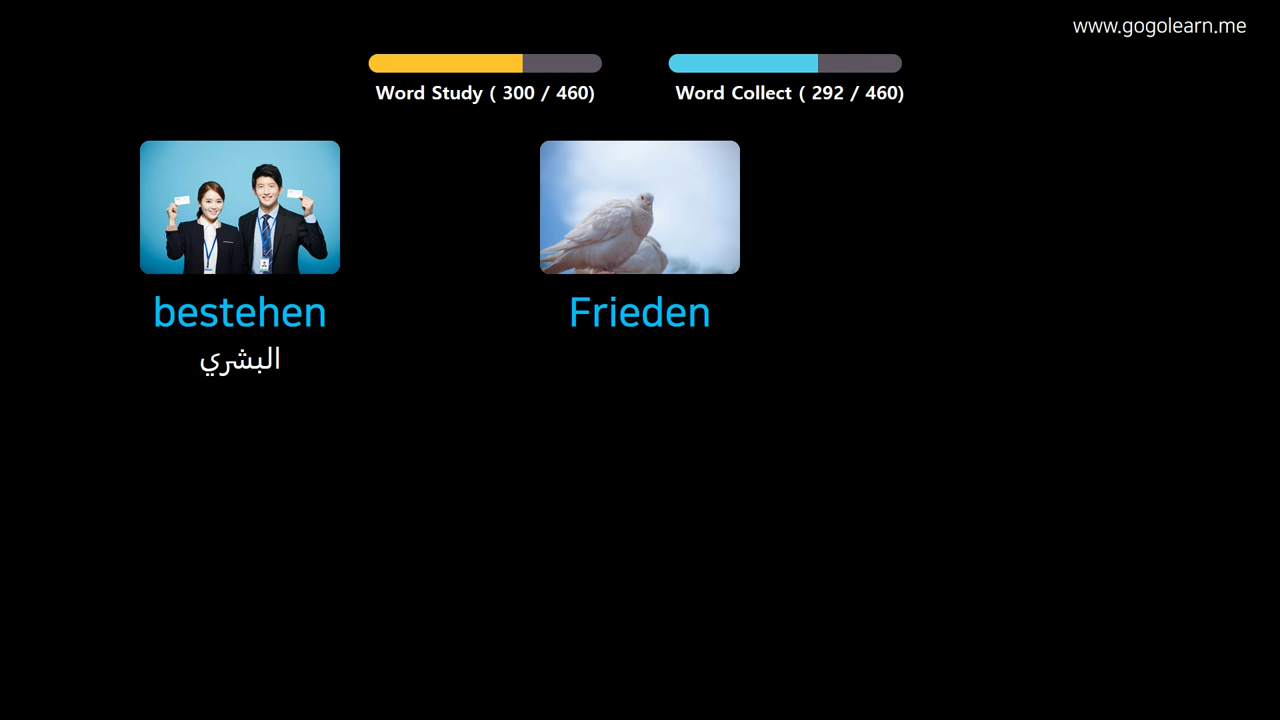 www.gogolearn.me
Word Study ( 300 / 460)
Word Collect ( 292 / 460)
bestehen
Frieden
البشري